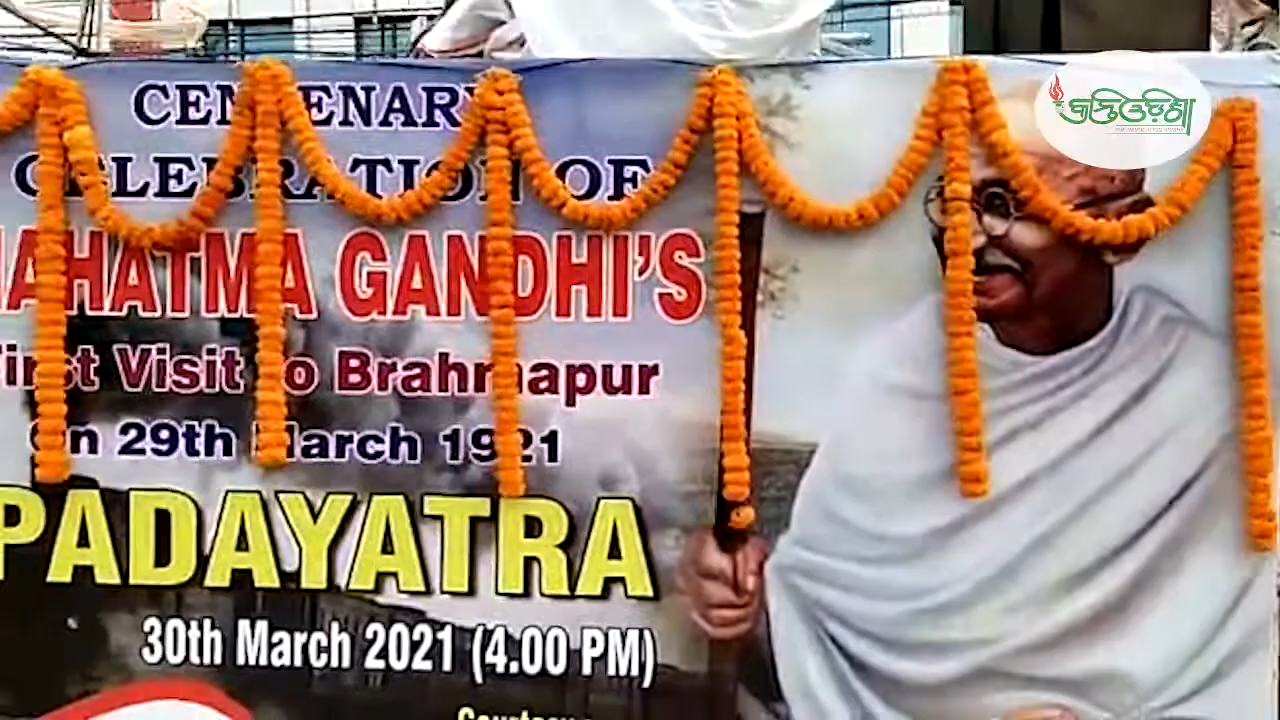 CENTENARY
CELEBRATION OF
MAHATMA GANDHI'S
First Visit to Brahmapur
on 29th March 1921
PADAYATRA
30th March 2021 (4.00 PM)